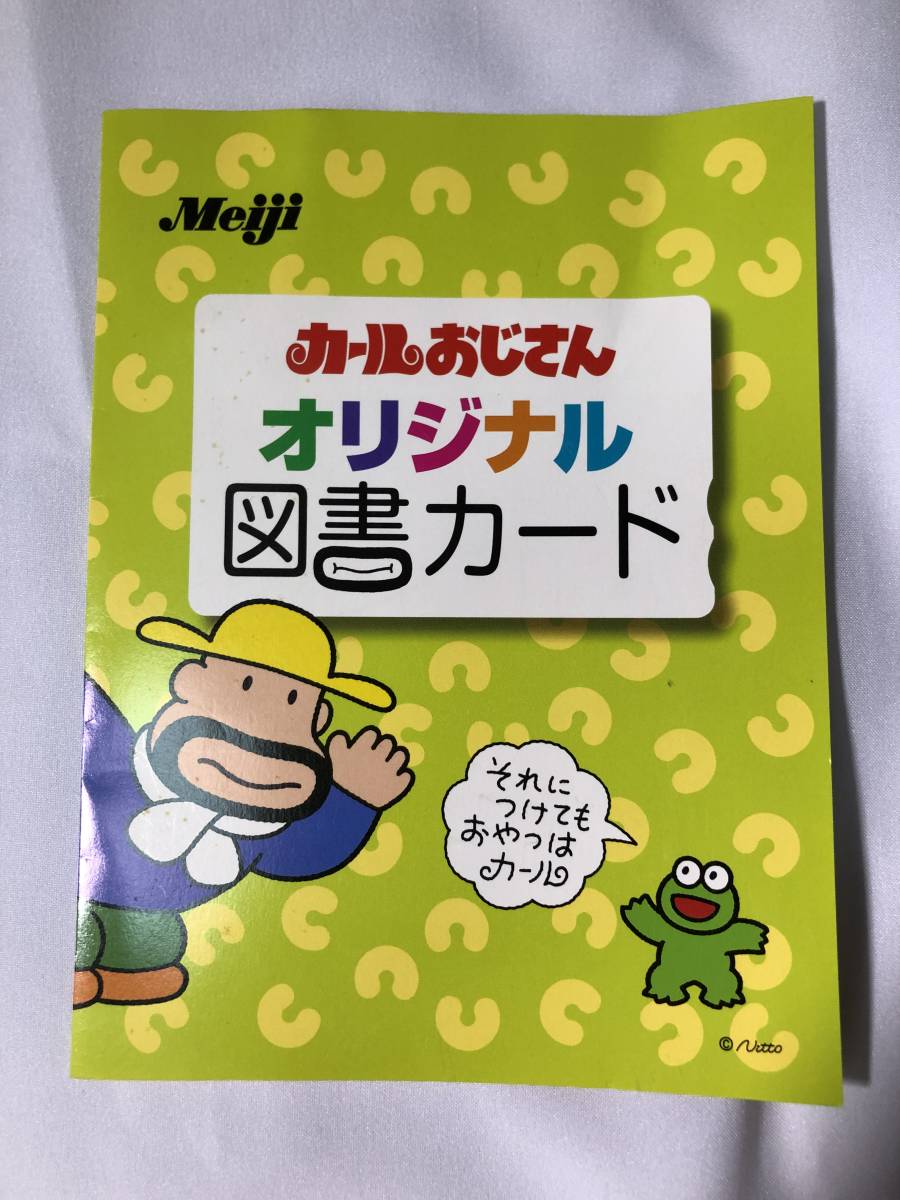 Meiji
カールおじさん
オリジナル
図書カード
それに
つけても
おやつは
カール
© Nitto